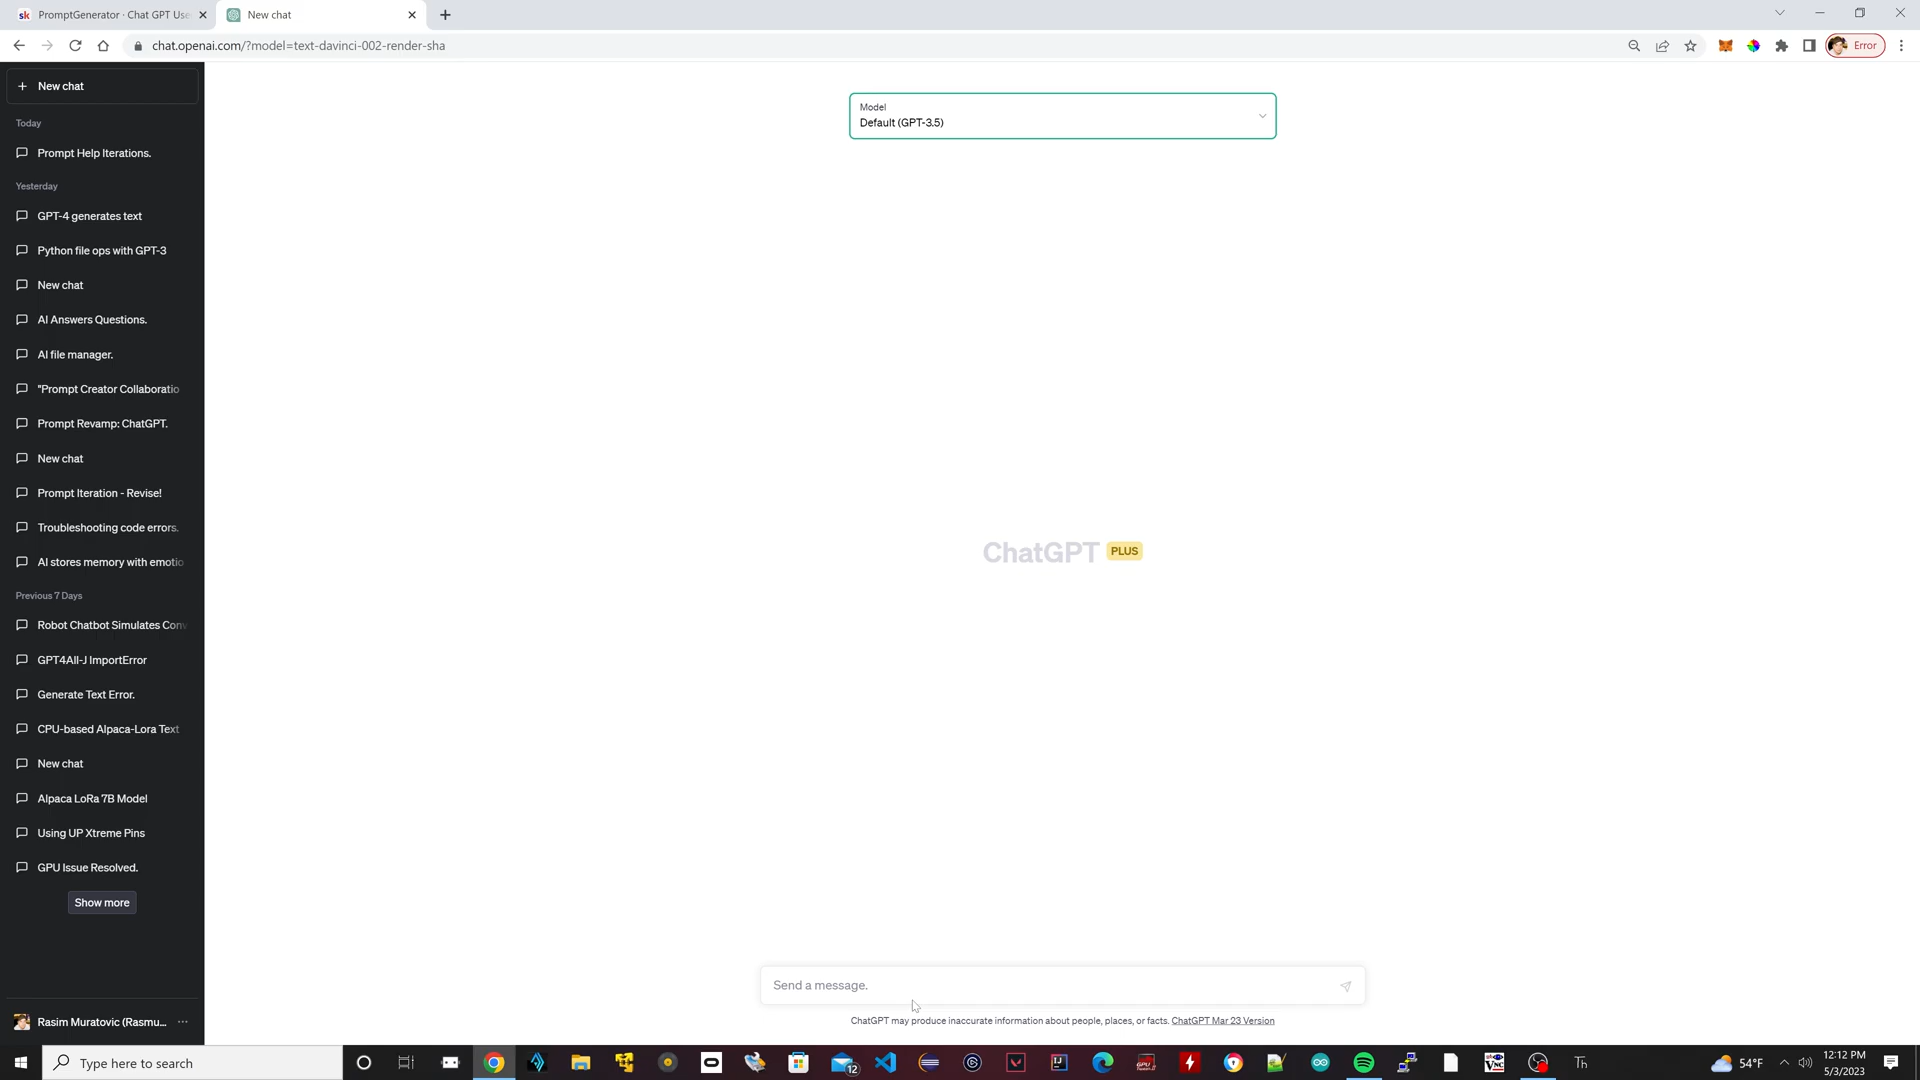 PromptGenerator · Chat GPT Use
New chat
chat.openai.com/?model=text-davinci-002-render-sha
Error
New chat
Today
Prompt Help Iterations.
Yesterday
GPT-4 generates text
Python file ops with GPT-3
New chat
AI Answers Questions.
AI file manager.
"Prompt Creator Collaboratio
Prompt Revamp: ChatGPT.
New chat
Prompt Iteration - Revise!
Troubleshooting code errors.
AI stores memory with emotio
Previous 7 Days
Robot Chatbot Simulates Conv
GPT4All-J ImportError
Generate Text Error.
CPU-based Alpaca-Lora Text
New chat
Alpaca LoRa 7B Model
Using UP Xtreme Pins
GPU Issue Resolved.
Show more
Rasim Muratovic (Rasmu...
Model
Default (GPT-3.5)
ChatGPT PLUS
Send a message.
ChatGPT may produce inaccurate information about people, places, or facts. ChatGPT Mar 23 Version
Type here to search
12
Th
54°F
12:12 PM
5/3/2023